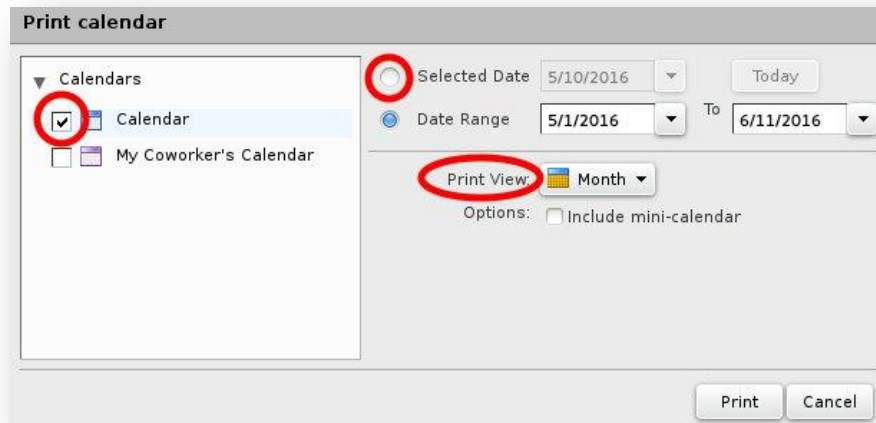 Print calendar
Calendars
Calendar
My Coworker's Calendar
Selected Date 5/10/2016 Today
Date Range 5/1/2016 To 6/11/2016
Print View: Month
Options: Include mini-calendar
Print Cancel